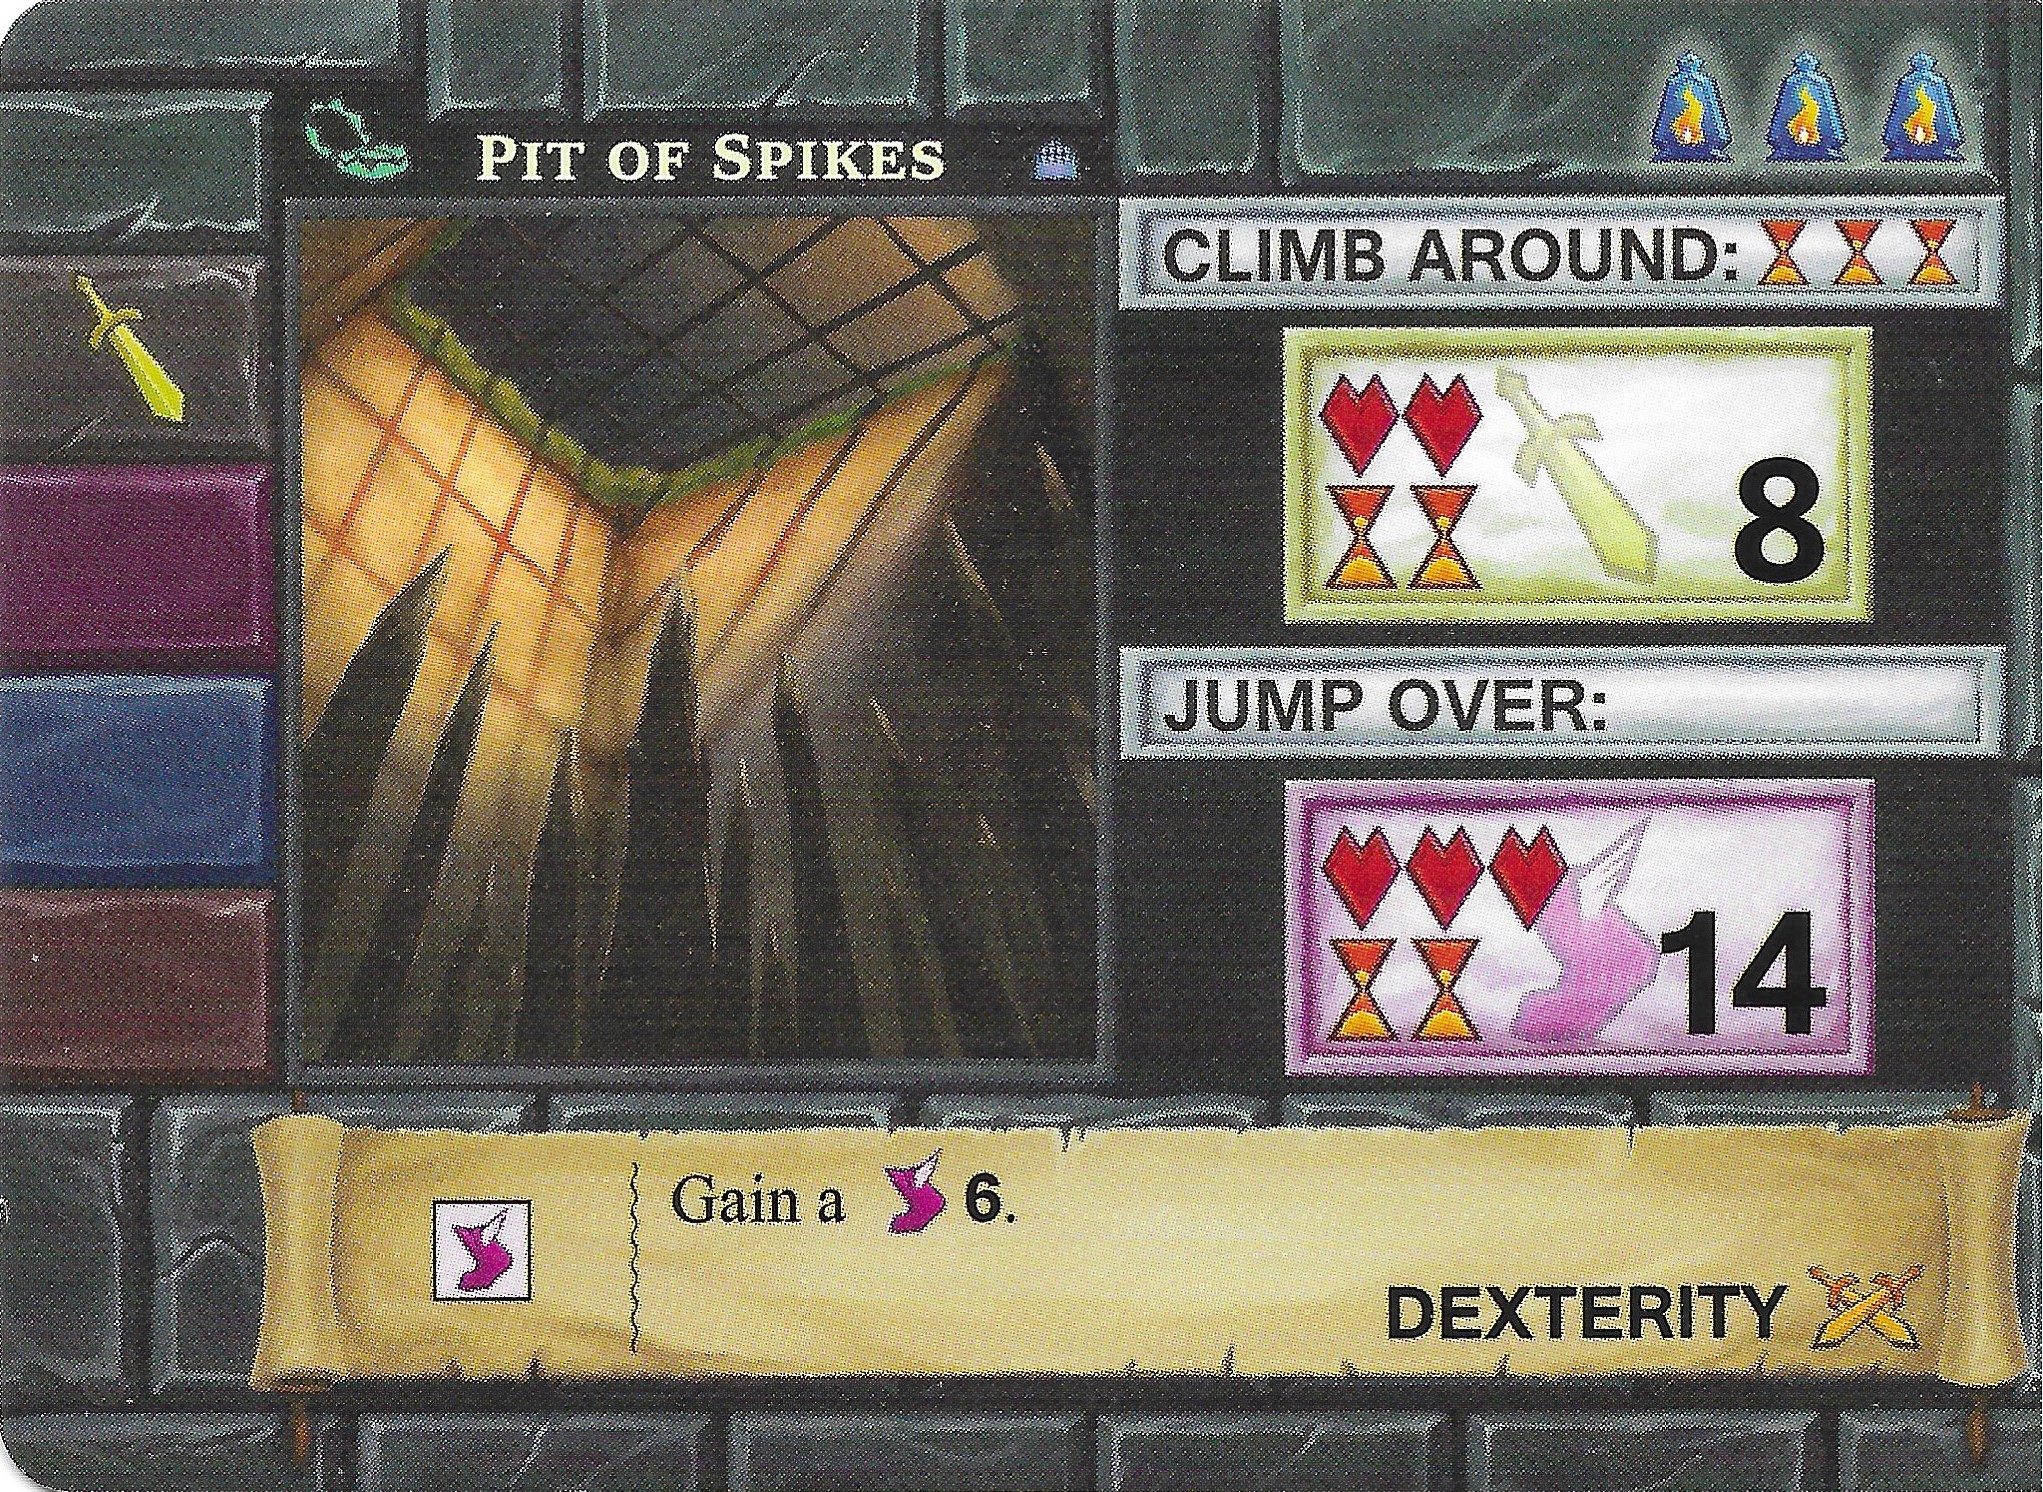 PIT OF SPIKES
CLIMB AROUND:
8
JUMP OVER:
14
Gain a 6.
DEXTERITY